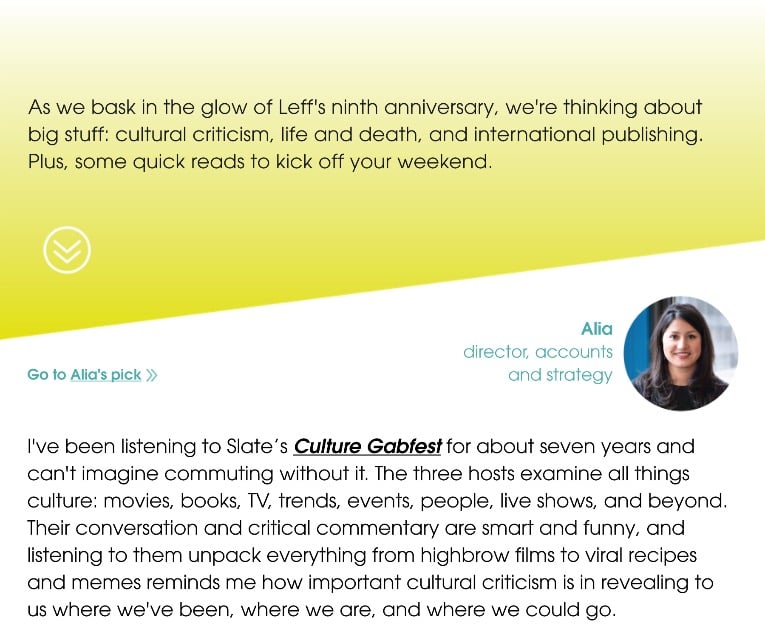 As we bask in the glow of Leff's ninth anniversary, we're thinking about
big stuff: cultural criticism, life and death, and international publishing.
Plus, some quick reads to kick off your weekend.
Alia
director, accounts
and strategy
Go to Alia's pick »
I've been listening to Slate’s Culture Gabfest for about seven years and
can't imagine commuting without it. The three hosts examine all things
culture: movies, books, TV, trends, events, people, live shows, and beyond.
Their conversation and critical commentary are smart and funny, and
listening to them unpack everything from highbrow films to viral recipes
and memes reminds me how important cultural criticism is in revealing to
us where we've been, where we are, and where we could go.